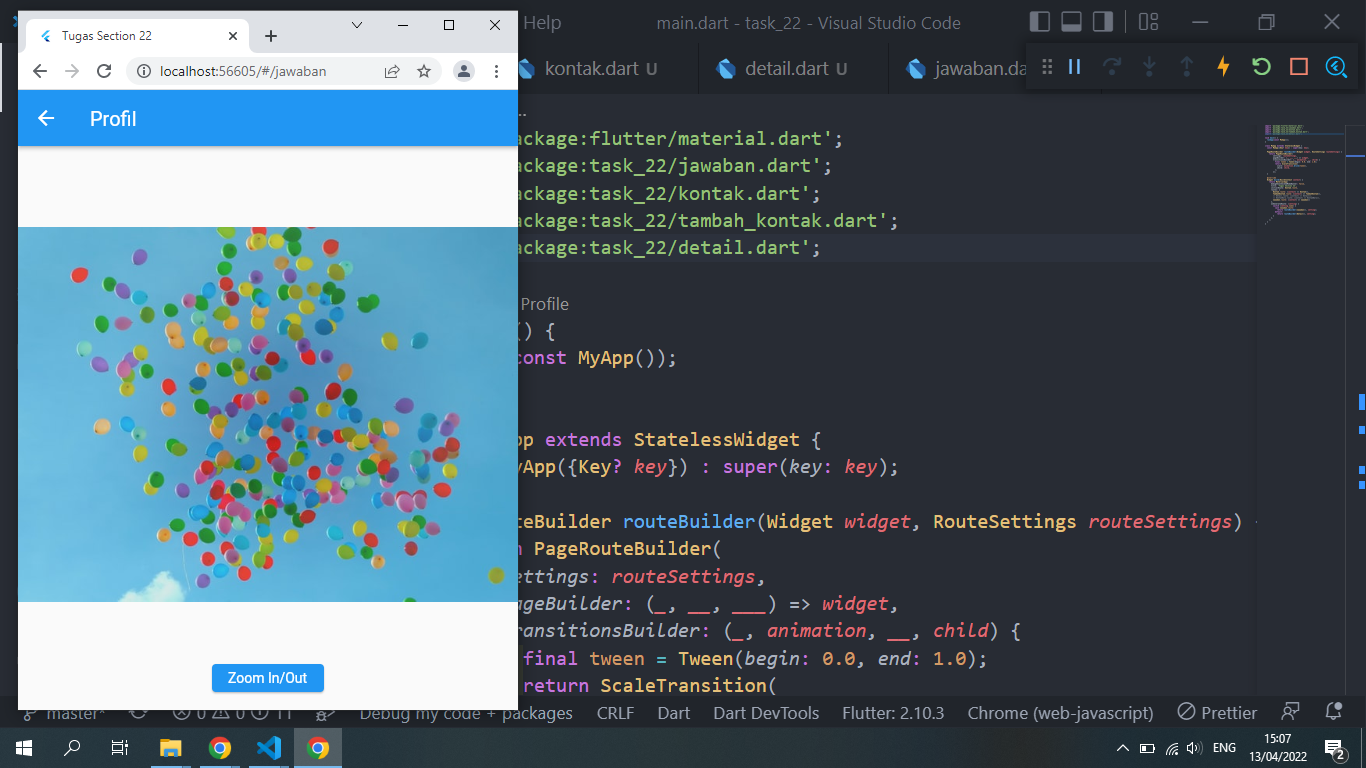 Tugas Section 22
localhost:56605/#/jawaban
Profil
Zoom In/Out
Help
main.dart - task_22 - Visual Studio Code
kontak.dart U
detail.dart U
jawaban.da
ackage:flutter/material.dart';
ackage:task_22/jawaban.dart';
ackage:task_22/kontak.dart';
ackage:task_22/tambah_kontak.dart';
ackage:task_22/detail.dart';
Profile
() {
const MyApp());
pp extends StatelessWidget {
yApp({Key? key}) : super(key: key);
teBuilder routeBuilder(Widget widget, RouteSettings routeSettings)
n PageRouteBuilder(
ettings: routeSettings,
ageBuilder: (_, __, ___) => widget,
ransitionsBuilder: (_, animation, __, child) {
final tween = Tween(begin: 0.0, end: 1.0);
return ScaleTransition(
master*
0 0 11
Debug my code + packages
CRLF
Dart
Dart DevTools
Flutter: 2.10.3
Chrome (web-javascript)
Prettier
ENG
15:07
13/04/2022
2